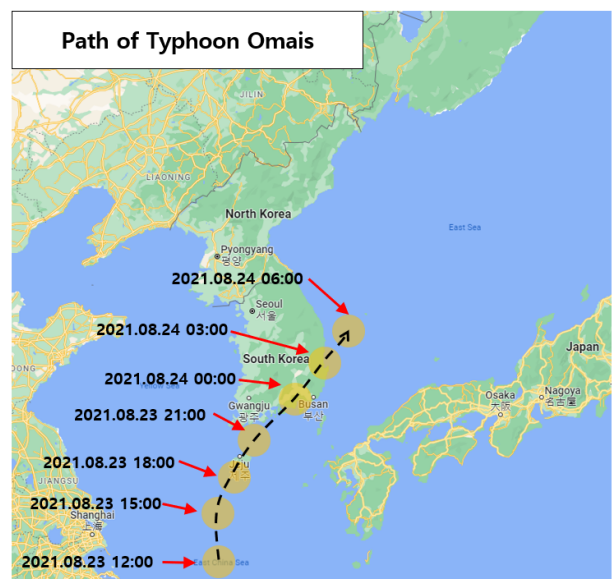 Path of Typhoon Omais
JILIN
LIAONING
North Korea
East Sea
Pyongyang
평양
2021.08.24 06:00
Seoul
서울
2021.08.24 03:00
Japan
South Korea
2021.08.24 00:00
Yellow Sea
Nagoya
名古屋
Osaka
大阪
Gwangju
광주
Busan
부산
2021.08.23 21:00
2021.08.23 18:00
JIANGSU
2021.08.23 15:00
Shanghai
上海
2021.08.23 12:00
East China Sea